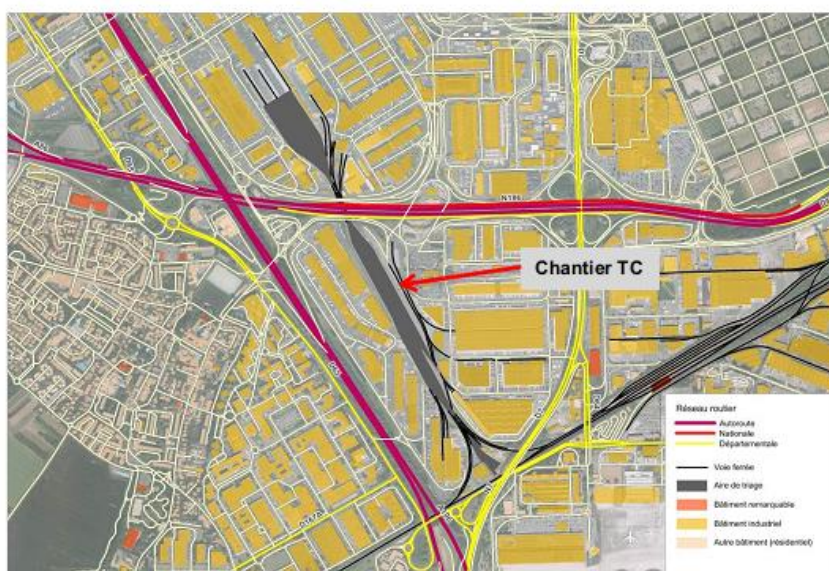 A86
N186
Chantier TC
Réseau routier
Autoroute
Nationale
Départementale
Voie ferrée
Aire de triage
Bâtiment remarquable
Bâtiment industriel
Autre bâtiment (résidentiel)